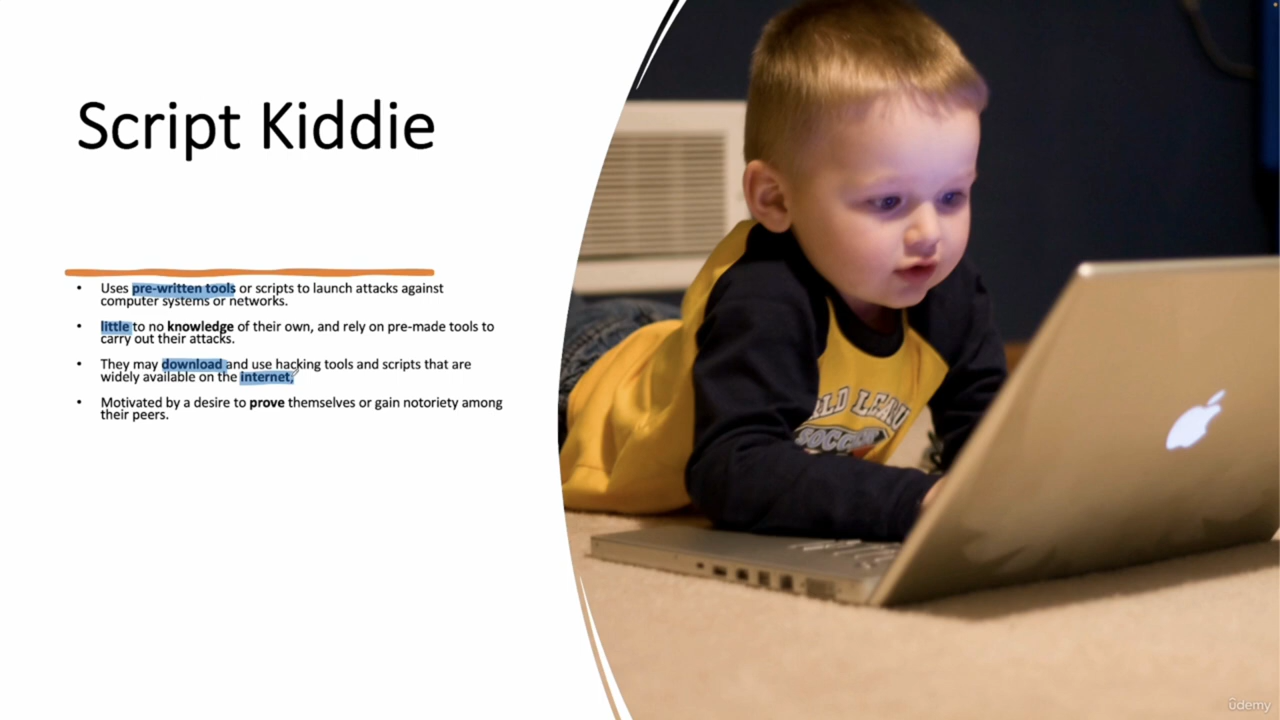 Script Kiddie
• Uses pre-written tools or scripts to launch attacks against
computer systems or networks.
• little to no knowledge of their own, and rely on pre-made tools to
carry out their attacks.
• They may download and use hacking tools and scripts that are
widely available on the internet,
• Motivated by a desire to prove themselves or gain notoriety among
their peers.
SOCCER
udemy